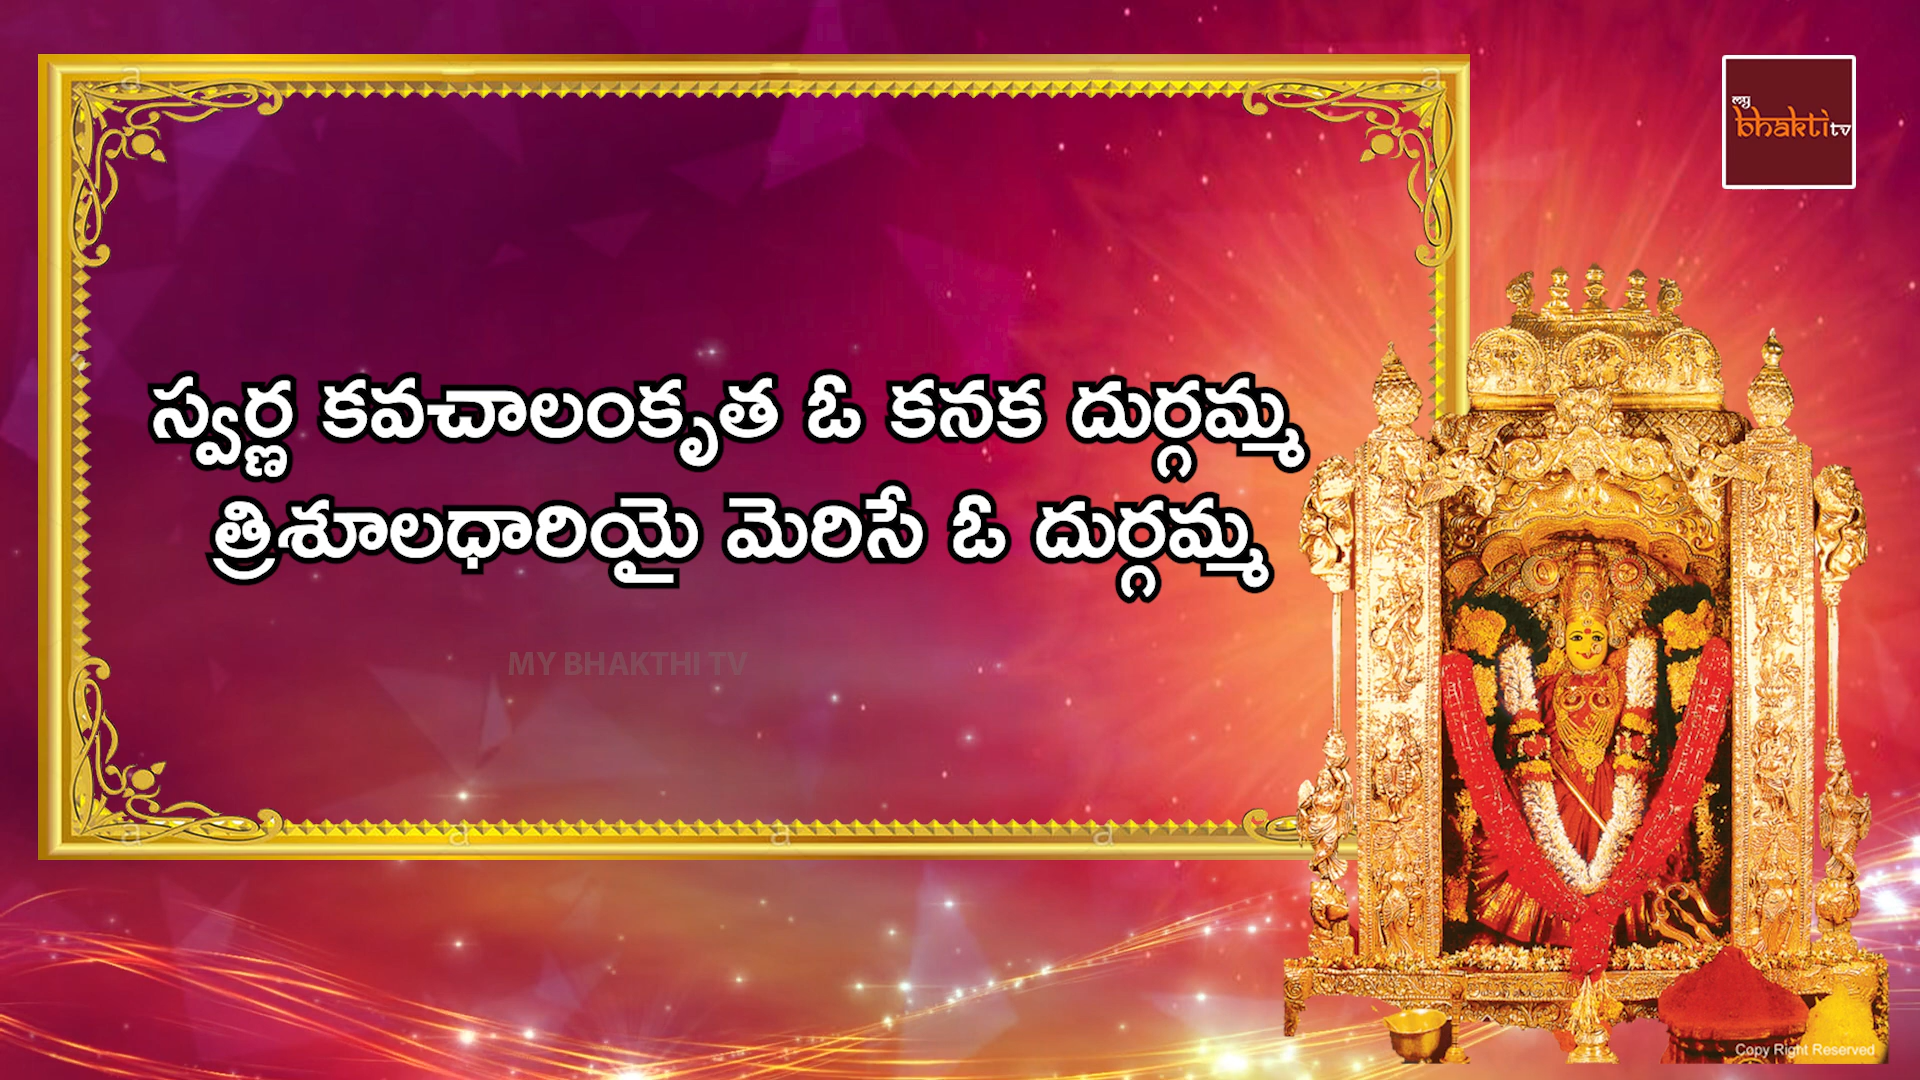 my
bhakti tv
స్వర్ణ కవచాలంకృత ఓ కనక దుర్గమ్మ
త్రిశూలధారియై మెరిసే ఓ దుర్గమ్మ
MY BHAKTHI TV
Copy Right Reserved